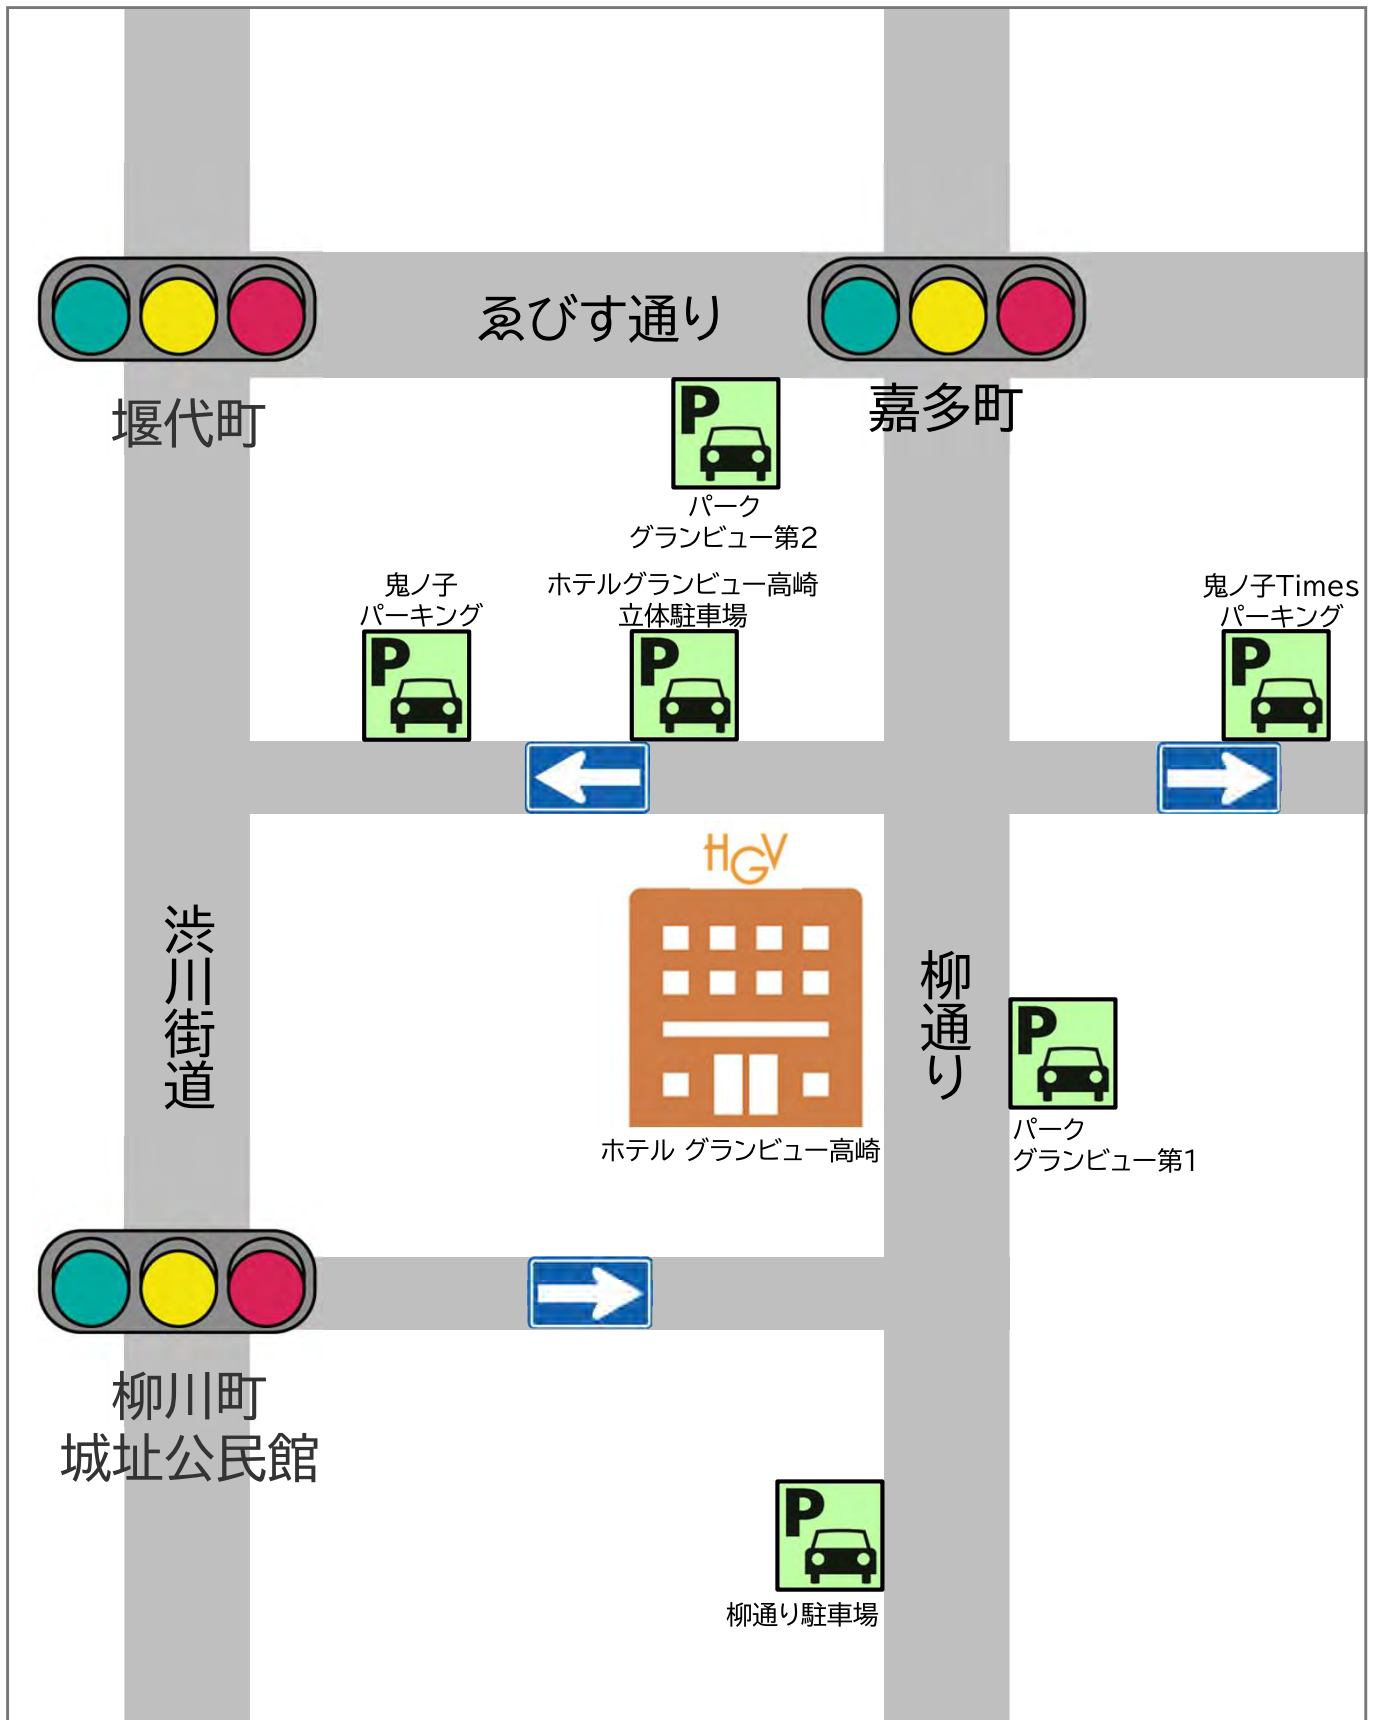 ゑびす通り
堰代町
嘉多町
P
パーク
グランビュー第2
鬼ノ子
パーキング
P
ホテルグランビュー高崎
立体駐車場
P
鬼ノ子Times
パーキング
P
HGV
渋川街道
柳通り
P
パーク
グランビュー第1
ホテル グランビュー高崎
柳川町
城址公民館
P
柳通り駐車場